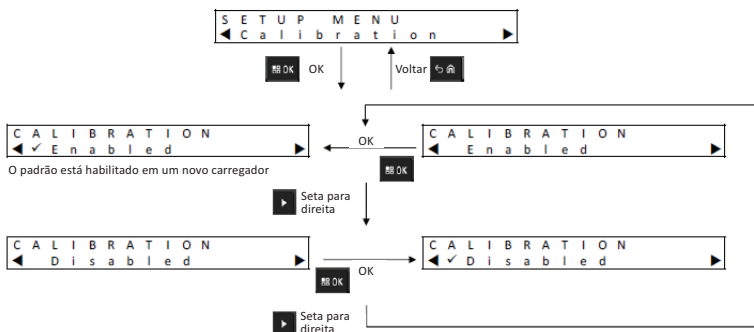 SETUP MENU
◀ Calibration ▶
OK OK Voltar
CALIBRATION
◀ ✓ Enabled ▶
OK
CALIBRATION
◀ Enabled ▶
OK
O padrão está habilitado em um novo carregador
Seta para
direita
CALIBRATION
◀ Disabled ▶
OK
OK
CALIBRATION
◀ ✓ Disabled ▶
Seta para
direita